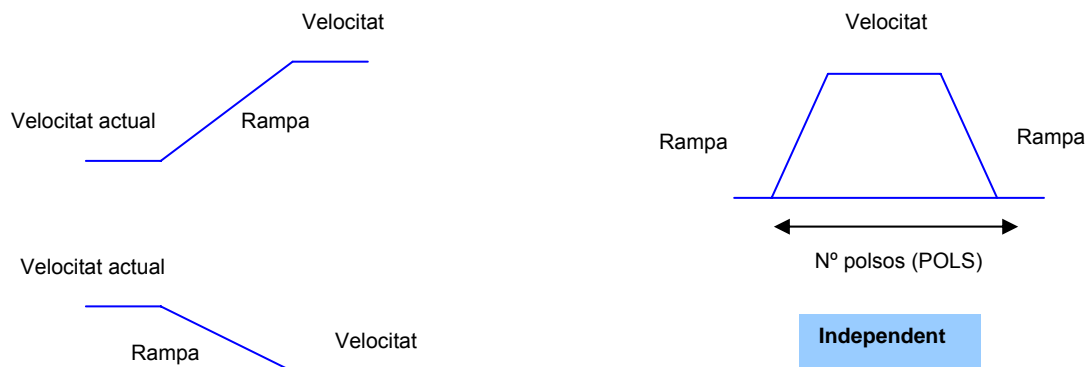 Velocitat
Velocitat actual
Rampa
Velocitat actual
Rampa
Velocitat
Velocitat
Rampa
Rampa
Nº polsos (POLS)
Independent